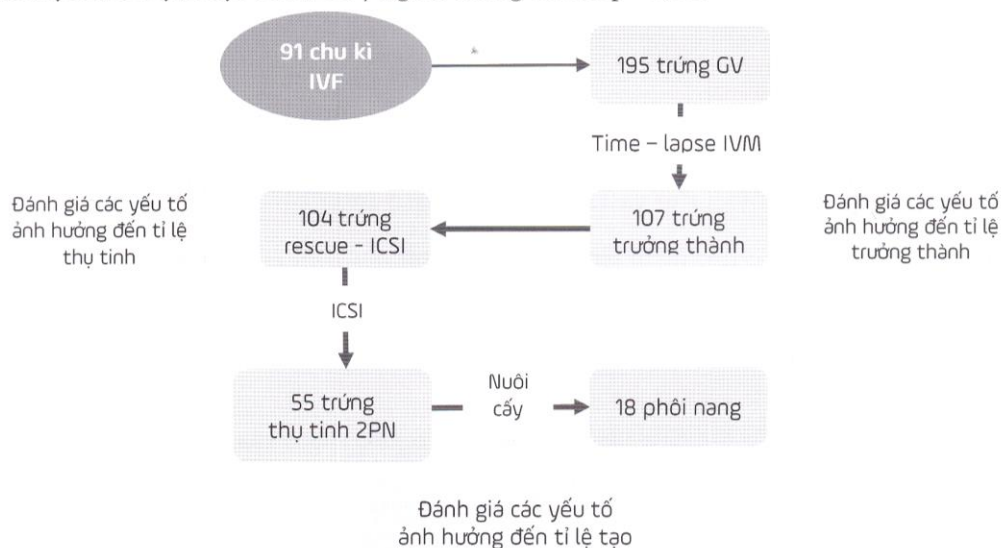 91 chu kì
IVF
195 trứng GV
Time – lapse IVM
Đánh giá các yếu tố
ảnh hưởng đến tỉ lệ
thụ tinh
104 trứng
rescue – ICSI
107 trứng
trưởng thành
Đánh giá các yếu tố
ảnh hưởng đến tỉ lệ
trưởng thành
ICSI
55 trứng
thụ tinh 2PN
Nuôi
cấy
18 phôi nang
Đánh giá các yếu tố
ảnh hưởng đến tỉ lệ tạo